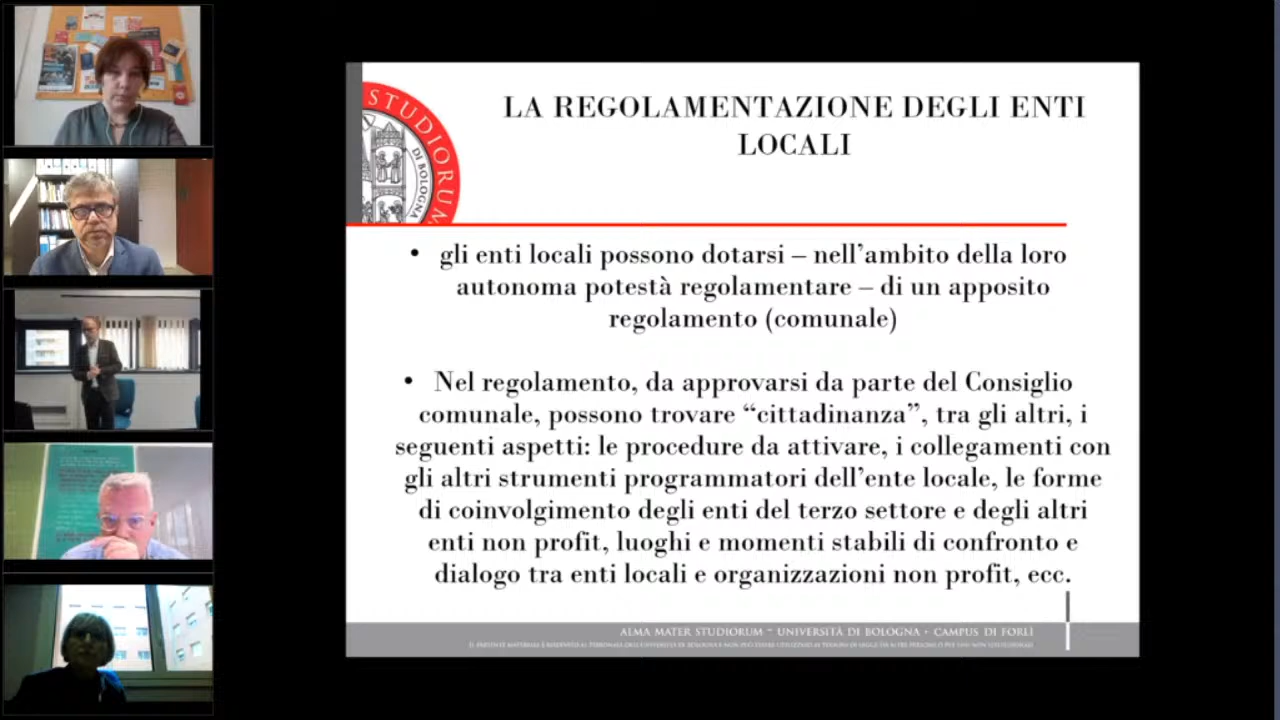 LA REGOLAMENTAZIONE DEGLI ENTI
LOCALI
STUDIORUM
DI BOLOGNA
• gli enti locali possono dotarsi – nell’ambito della loro
autonoma potestà regolamentare – di un apposito
regolamento (comunale)
• Nel regolamento, da approvarsi da parte del Consiglio
comunale, possono trovare “cittadinanza”, tra gli altri, i
seguenti aspetti: le procedure da attivare, i collegamenti con
gli altri strumenti programmatori dell’ente locale, le forme
di coinvolgimento degli enti del terzo settore e degli altri
enti non profit, luoghi e momenti stabili di confronto e
dialogo tra enti locali e organizzazioni non profit, ecc.
ALMA MATER STUDIORUM – UNIVERSITÀ DI BOLOGNA - CAMPUS DI FORLÌ